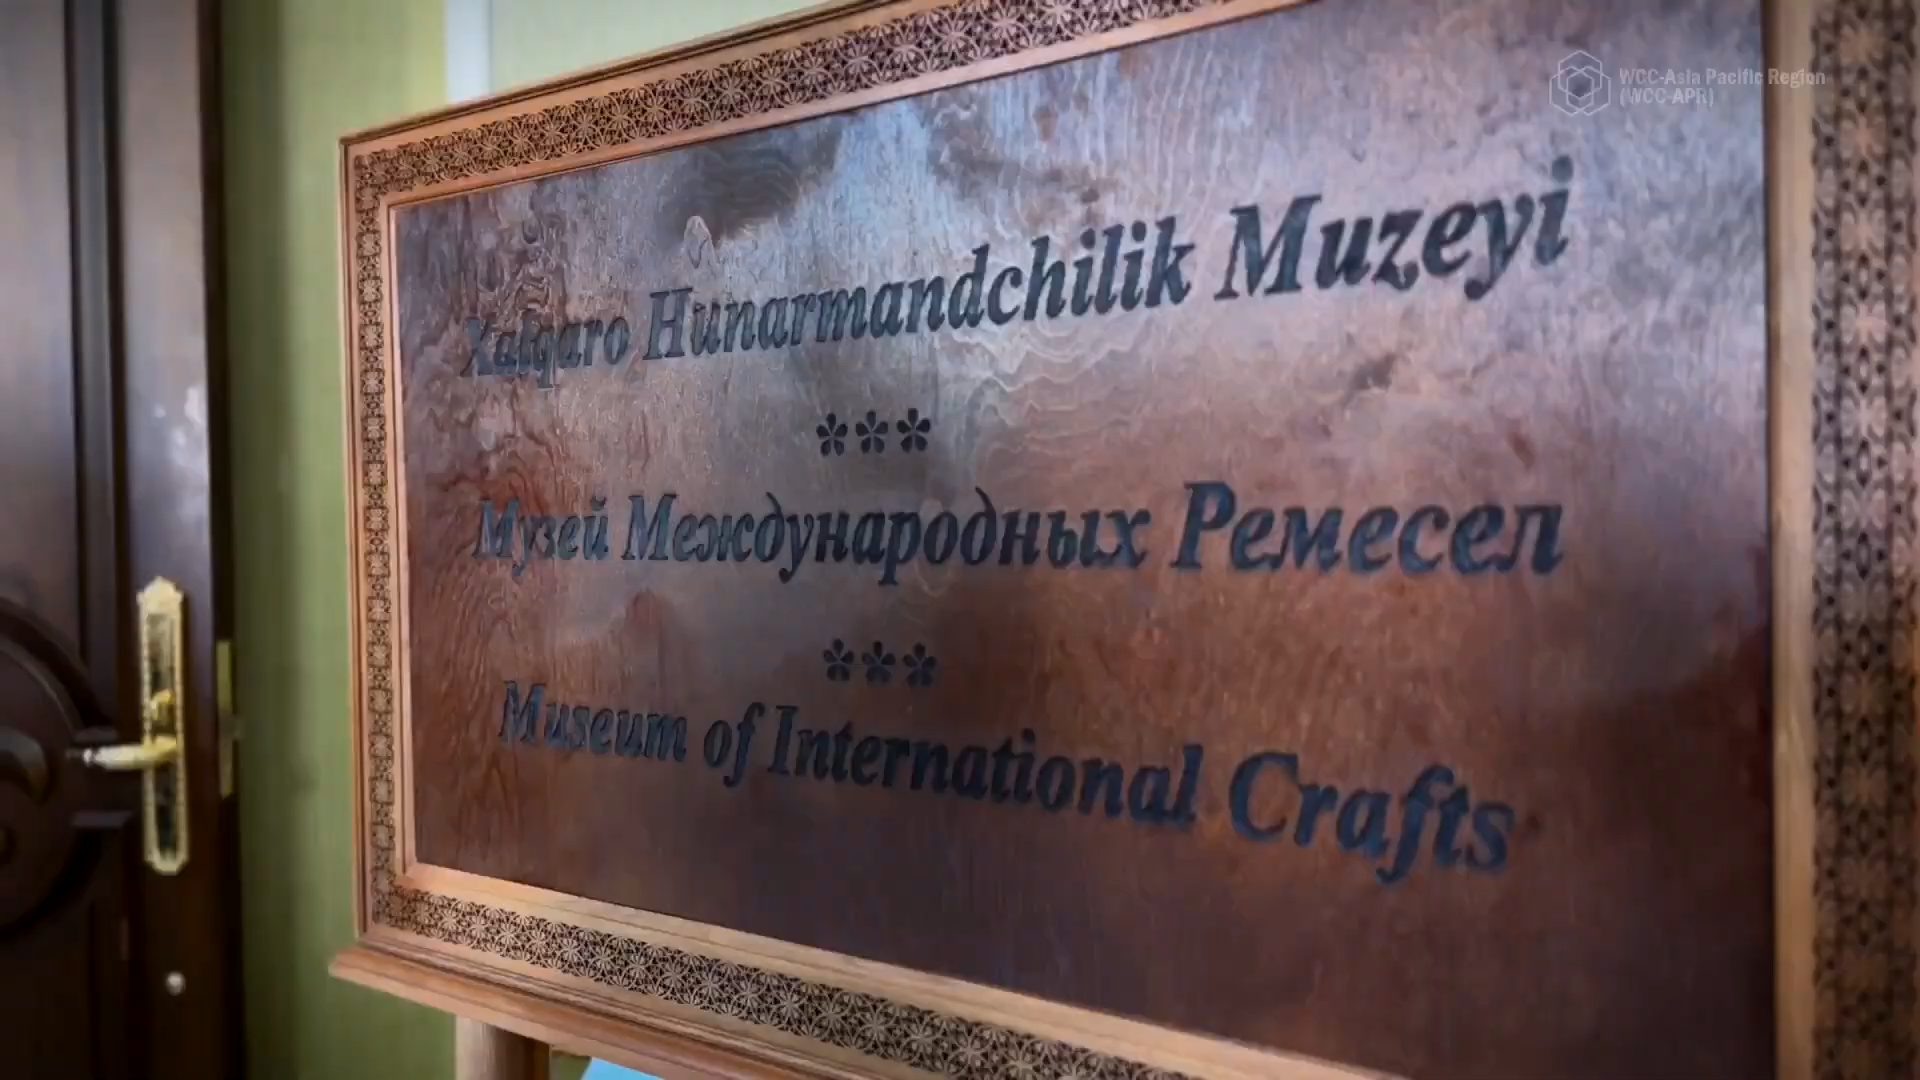 WCC-Asia Pacific Region
(WCC-APR)
Xalqaro Hunarmandchilik Muzeyi
***
Музей Международных Ремесел
***
Museum of International Crafts